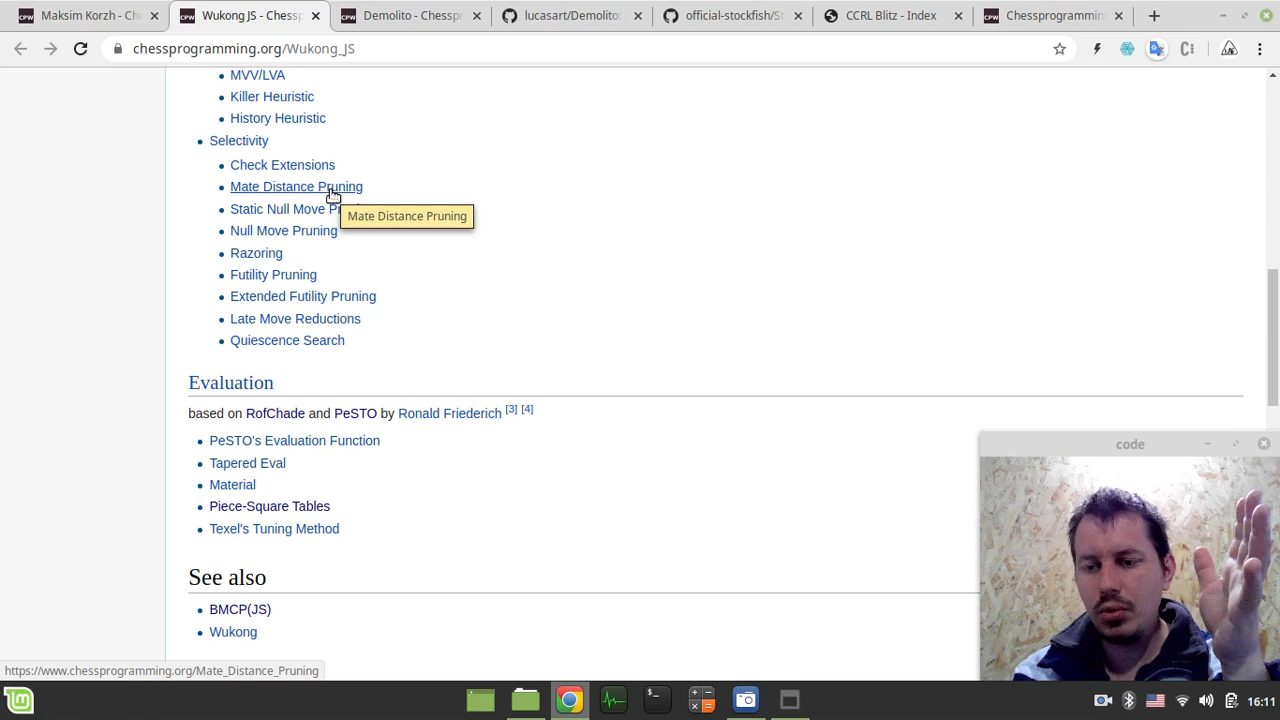 Maksim Korzh - Che
Wukong JS - Chessp
Demolito - Chesspr
lucasart/Demolito:
official-stockfish/St
CCRL Blitz - Index
Chessprogrammin
chessprogramming.org/Wukong_JS
MVV/LVA
Killer Heuristic
History Heuristic
Selectivity
Check Extensions
Mate Distance Pruning
Static Null Move Pr
Mate Distance Pruning
Null Move Pruning
Razoring
Futility Pruning
Extended Futility Pruning
Late Move Reductions
Quiescence Search
Evaluation
based on RofChade and PeSTO by Ronald Friederich [3] [4]
PeSTO's Evaluation Function
Tapered Eval
Material
Piece-Square Tables
Texel's Tuning Method
See also
BMCP(JS)
Wukong
code
https://www.chessprogramming.org/Mate_Distance_Pruning
16:11